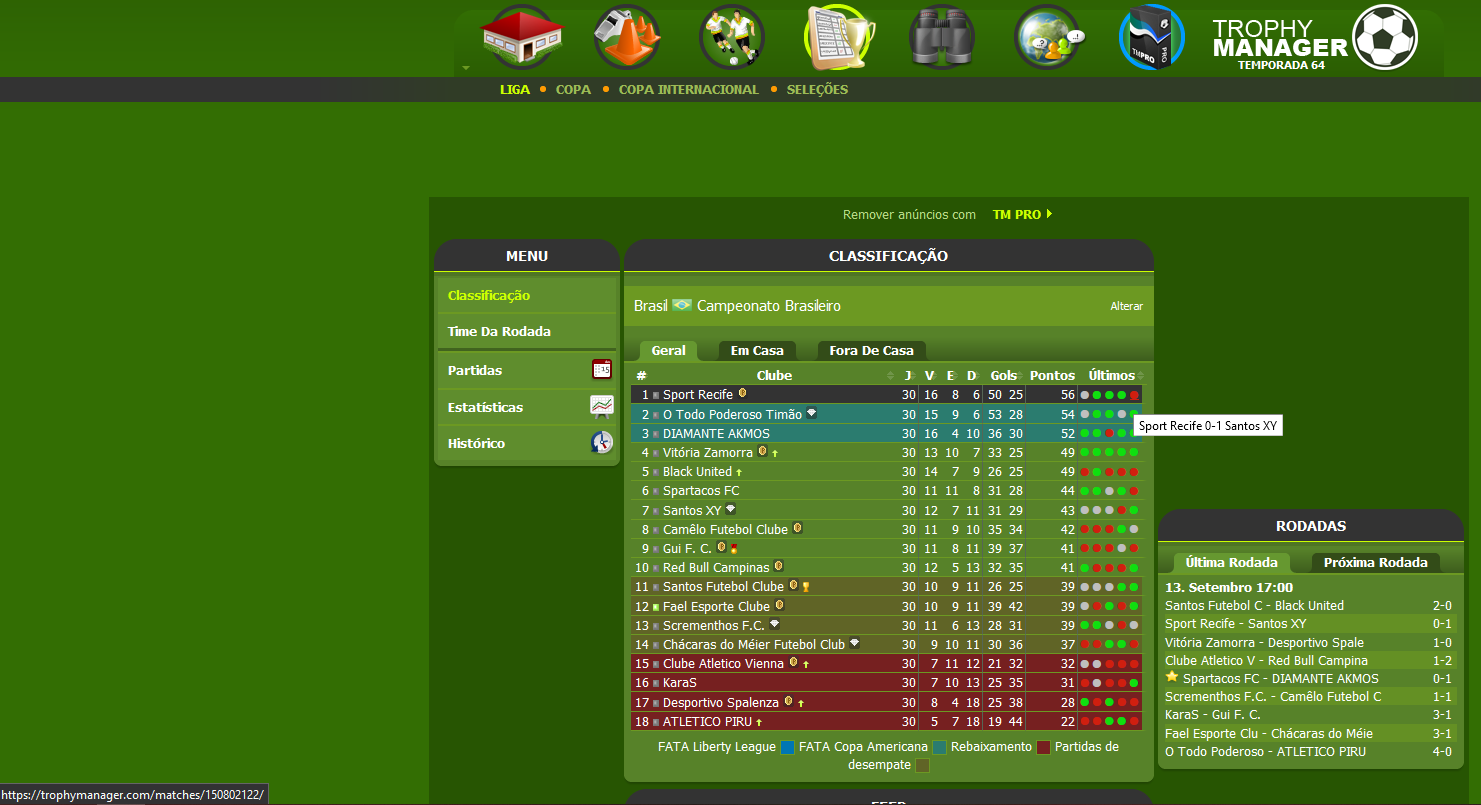 TROPHY
MANAGER
TEMPORADA 64
LIGA COPA COPA INTERNACIONAL SELEÇÕES
Remover anúncios com TM PRO
MENU
Classificação
Time Da Rodada
Partidas
Estatísticas
Histórico
CLASSIFICAÇÃO
Brasil Campeonato Brasileiro Alterar
Geral Em Casa Fora De Casa
# Clube J V E D Gols Pontos Últimos
1 Sport Recife 30 16 8 6 50 25 56
2 O Todo Poderoso Timão 30 15 9 6 53 28 54
3 DIAMANTE AKMOS 30 16 4 10 36 30 52
4 Vitória Zamorra 30 13 10 7 33 25 49
5 Black United 30 14 7 9 26 25 49
6 Spartacos FC 30 11 11 8 31 28 44
7 Santos XY 30 12 7 11 31 29 43
8 Camêlo Futebol Clube 30 11 9 10 35 34 42
9 Gui F. C. 30 11 8 11 39 37 41
10 Red Bull Campinas 30 12 5 13 32 35 41
11 Santos Futebol Clube 30 10 9 11 26 25 39
12 Fael Esporte Clube 30 10 9 11 39 42 39
13 Scrementhos F.C. 30 11 6 13 28 31 39
14 Chácaras do Méier Futebol Club 30 9 10 11 30 36 37
15 Clube Atletico Vienna 30 7 11 12 21 32 32
16 KaraS 30 7 10 13 25 35 31
17 Desportivo Spalenza 30 8 4 18 25 38 28
18 ATLETICO PIRU 30 5 7 18 19 44 22
FATA Liberty League FATA Copa Americana Rebaixamento Partidas de
desempate
Sport Recife 0-1 Santos XY
RODADAS
Última Rodada Próxima Rodada
13. Setembro 17:00
Santos Futebol C - Black United 2-0
Sport Recife - Santos XY 0-1
Vitória Zamorra - Desportivo Spale 1-0
Clube Atletico V - Red Bull Campina 1-2
Spartacos FC - DIAMANTE AKMOS 0-1
Scrementhos F.C. - Camêlo Futebol C 1-1
KaraS - Gui F. C. 3-1
Fael Esporte Clu - Chácaras do Méie 3-1
O Todo Poderoso - ATLETICO PIRU 4-0
https://trophymanager.com/matches/150802122/